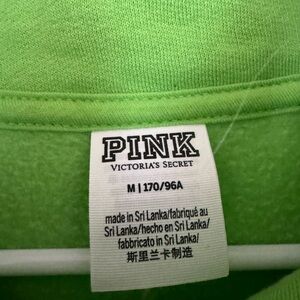 PINK
VICTORIA'S SECRET
M | 170/96A
made in Sri Lanka/fabriqué au
Sri Lanka/hecho en Sri Lanka/
fabbricato in Sri Lanka/
斯里兰卡制造